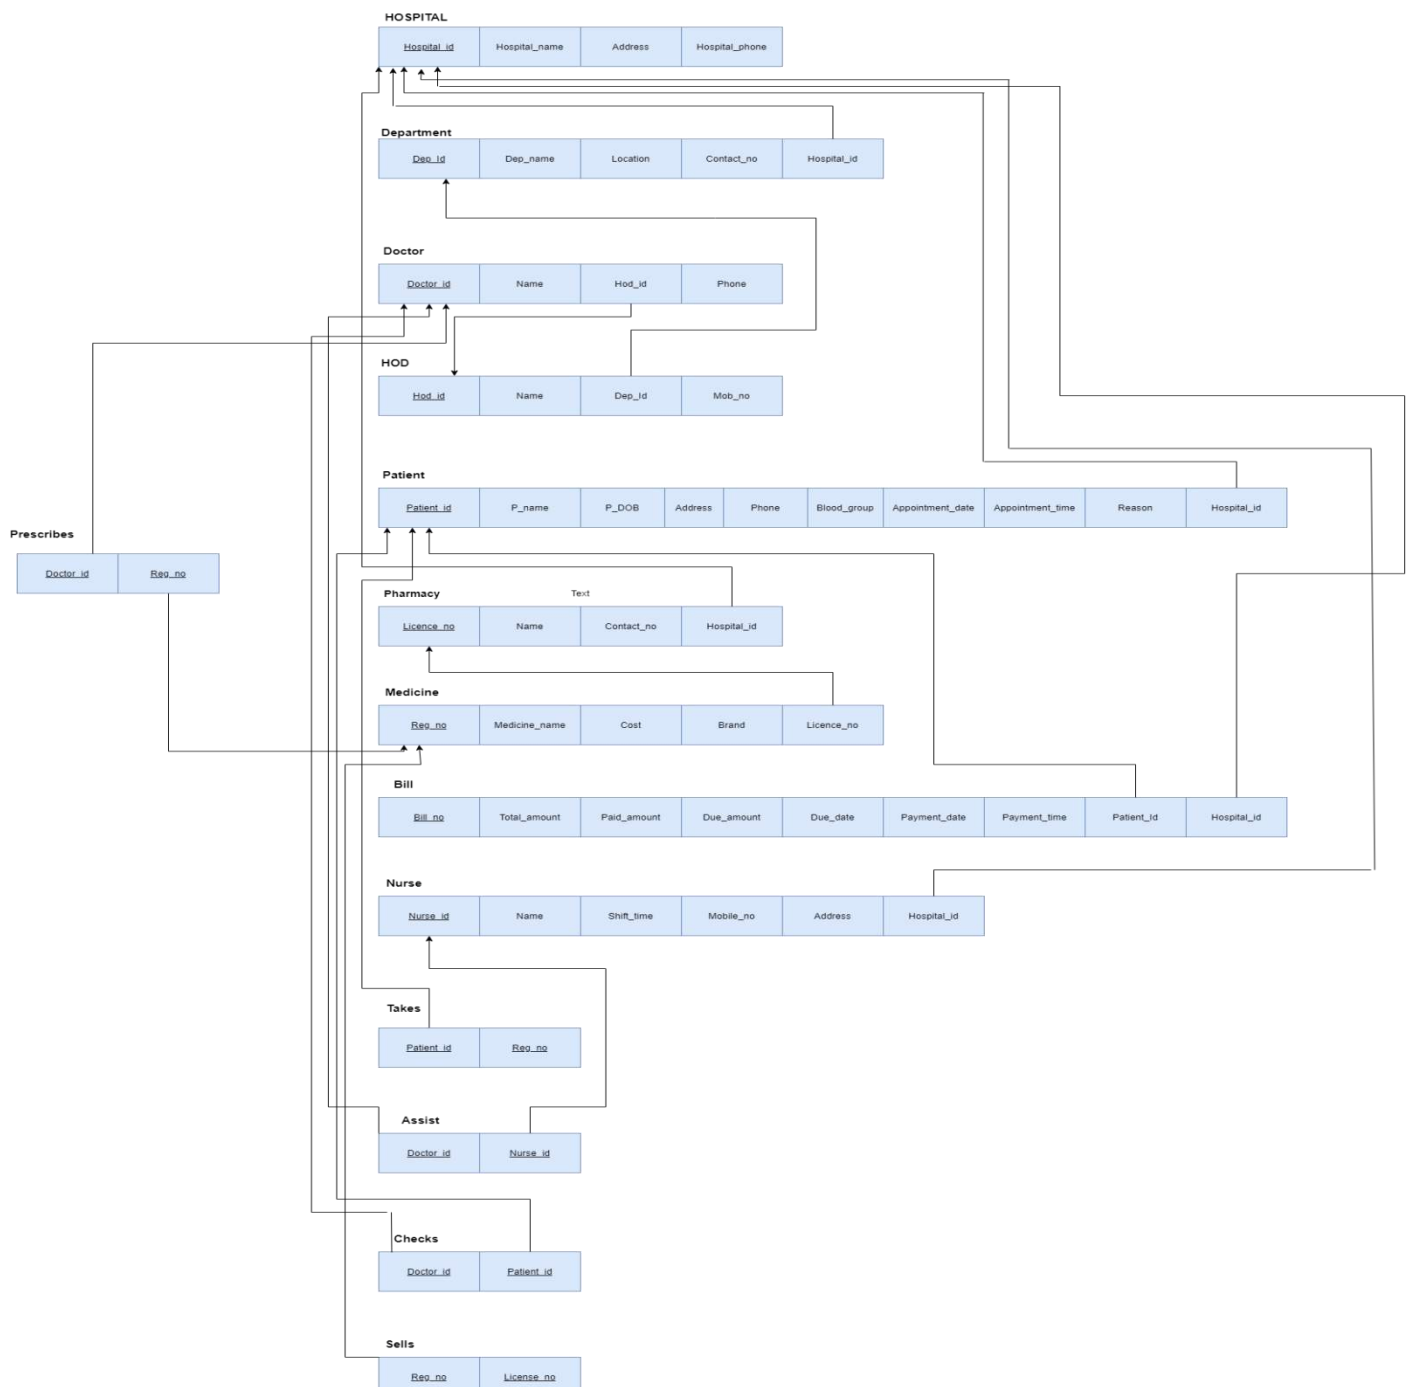 HOSPITAL
Hospital_id Hospital_name Address Hospital_phone
Department
Dep_Id Dep_name Location Contact_no Hospital_id
Doctor
Doctor_id Name Hod_id Phone
HOD
Hod_id Name Dep_Id Mob_no
Patient
Patient_id P_name P_DOB Address Phone Blood_group Appointment_date Appointment_time Reason Hospital_id
Prescribes
Doctor_id Reg_no
Pharmacy Text
Licence_no Name Contact_no Hospital_id
Medicine
Reg_no Medicine_name Cost Brand Licence_no
Bill
Bill_no Total_amount Paid_amount Due_amount Due_date Payment_date Payment_time Patient_Id Hospital_id
Nurse
Nurse_id Name Shift_time Mobile_no Address Hospital_id
Takes
Patient_id Reg_no
Assist
Doctor_id Nurse_id
Checks
Doctor_id Patient_id
Sells
Reg_no License_no